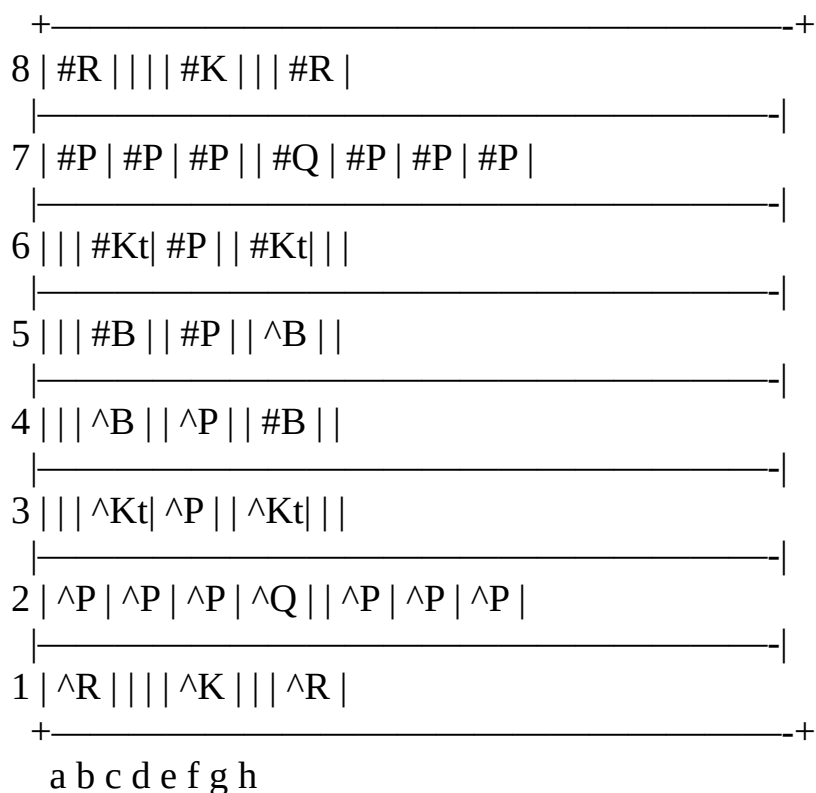 +——————————————————-+
8 | #R | | | | #K | | | #R |
|——————————————————-|
7 | #P | #P | #P | | #Q | #P | #P | #P |
|——————————————————-|
6 | | | #Kt| #P | | #Kt| | |
|——————————————————-|
5 | | | #B | | #P | | ^B | |
|——————————————————-|
4 | | | ^B | | ^P | | #B | |
|——————————————————-|
3 | | | ^Kt| ^P | | ^Kt| | |
|——————————————————-|
2 | ^P | ^P | ^P | ^Q | | ^P | ^P | ^P |
|——————————————————-|
1 | ^R | | | | ^K | | | ^R |
+——————————————————-+
a b c d e f g h